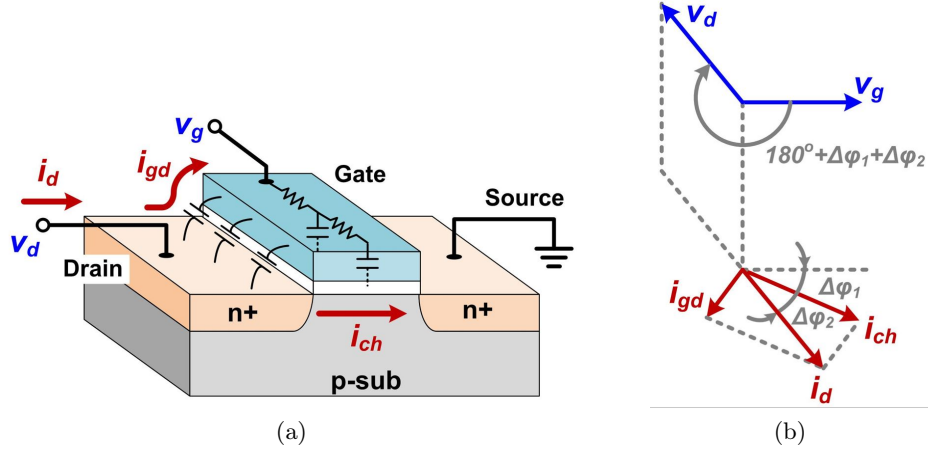 v_g
i_gd
Gate
i_d
Source
v_d
Drain
n+
n+
i_ch
p-sub
(a)
v_d
v_g
180°+Δφ₁+Δφ₂
Δφ₁
i_gd
Δφ₂
i_ch
i_d
(b)